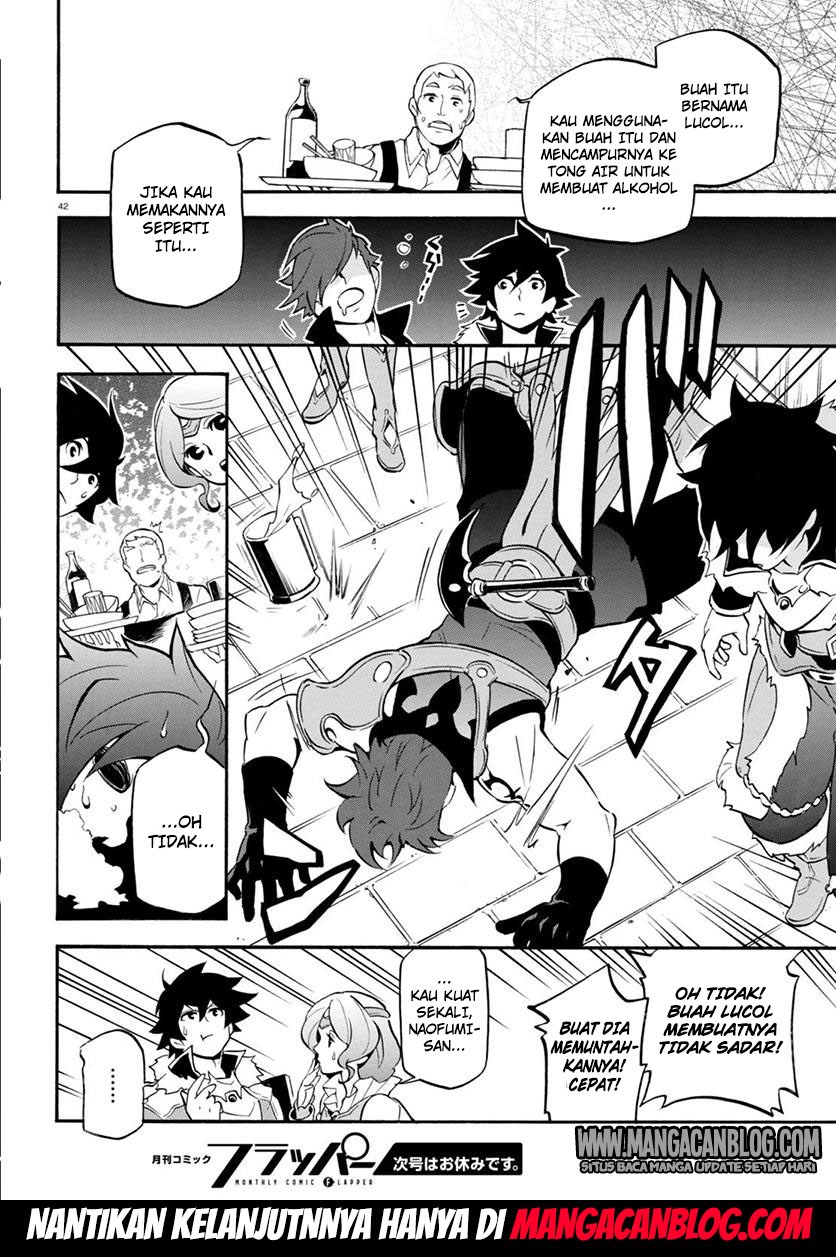 BUAH ITU
BERNAMA
LUCOL...
KAU MENGGUNA-
KAN BUAH ITU DAN
MENCAMPURNYA KE
TONG AIR UNTUK
MEMBUAT ALKOHOL
...
JIKA KAU
MEMAKANNYA
SEPERTI
ITU...
42
...OH
TIDAK...
OH TIDAK!
BUAH LUCOL
MEMBUATNYA
TIDAK SADAR!
BUAT DIA
MEMUNTAH-
KANNYA!
CEPAT!
...
KAU KUAT
SEKALI,
NAOFUMI-
SAN...
......
月刊コミック
フラッパー
MONTHLY COMIC FLAPPER
次号はお休みです。
WWW.MANGACANBLOG.COM
SITUS BACA MANGA UPDATE SETIAP HARI
NANTIKAN KELANJUTNNYA HANYA DI MANGACANBLOG.COM